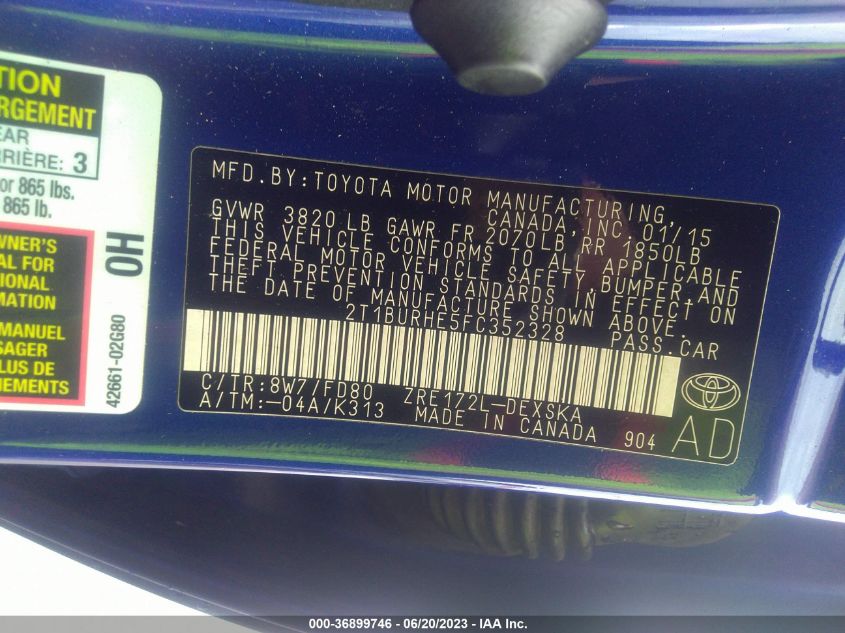 TION
RGEMENT
EAR
RRIÈRE: 3
or 865 lbs.
865 lb.
WNER'S
AL FOR
IONAL
MATION
MANUEL
SAGER
LUS DE
42661-02G80
0H
MFD.BY:TOYOTA MOTOR MANUFACTURING,
CANADA, INC. 01/15
GVWR 3820 LB GAWR FR 2070LB RR 1850LB
THIS VEHICLE CONFORMS TO ALL APPLICABLE
FEDERAL MOTOR VEHICLE SAFETY, BUMPER, AND
THEFT PREVENTION STANDARDS IN EFFECT ON
THE DATE OF MANUFACTURE SHOWN ABOVE.
2T1BURHE5FC352328 PASS.CAR
C/TR:8W7/FD80 ZRE172L-DEXSKA
A/TM:-04A/K313 MADE IN CANADA 904
AD
000-36899746 / 06/20/2023 - IAA Inc.